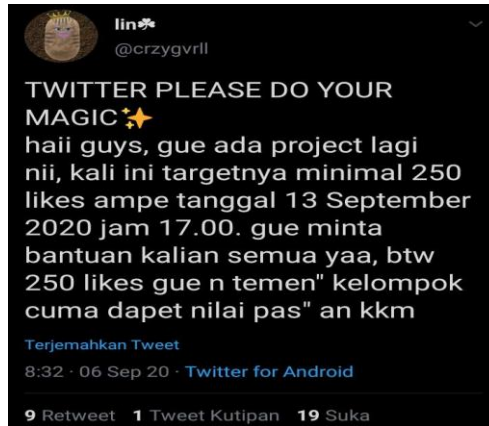 lin☘
@crzygvrll
TWITTER PLEASE DO YOUR
MAGIC✨
haii guys, gue ada project lagi
nii, kali ini targetnya minimal 250
likes ampe tanggal 13 September
2020 jam 17.00. gue minta
bantuan kalian semua yaa, btw
250 likes gue n temen" kelompok
cuma dapet nilai pas" an kkm
Terjemahkan Tweet
8:32 · 06 Sep 20 · Twitter for Android
9 Retweet 1 Tweet Kutipan 19 Suka